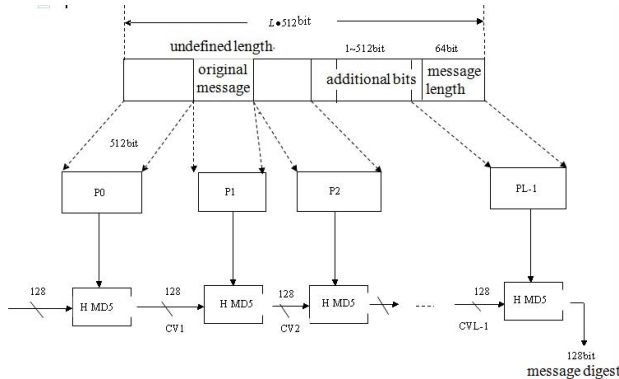 L•512bit
undefined length
1~512bit
64bit
original
message
additional bits
message
length
512bit
P0
P1
P2
PL-1
128
H MD5
128
CV1
H MD5
128
CV2
H MD5
128
CVL-1
H MD5
128bit
message digest